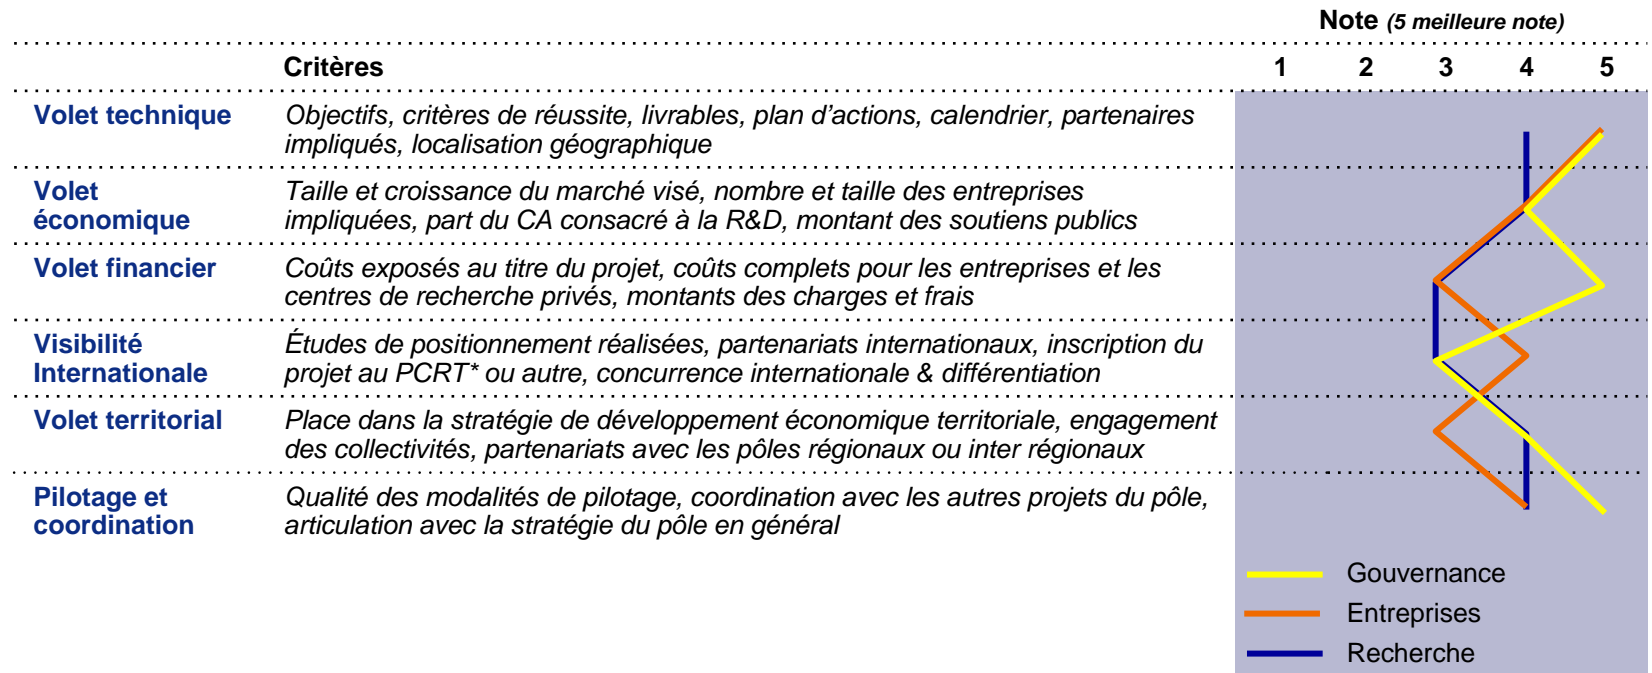 Note (5 meilleure note)
Critères 1 2 3 4 5
Volet technique
Objectifs, critères de réussite, livrables, plan d'actions, calendrier, partenaires
impliqués, localisation géographique
Volet
économique
Taille et croissance du marché visé, nombre et taille des entreprises
impliquées, part du CA consacré à la R&D, montant des soutiens publics
Volet financier
Coûts exposés au titre du projet, coûts complets pour les entreprises et les
centres de recherche privés, montants des charges et frais
Visibilité
Internationale
Études de positionnement réalisées, partenariats internationaux, inscription du
projet au PCRT* ou autre, concurrence internationale & différentiation
Volet territorial
Place dans la stratégie de développement économique territoriale, engagement
des collectivités, partenariats avec les pôles régionaux ou inter régionaux
Pilotage et
coordination
Qualité des modalités de pilotage, coordination avec les autres projets du pôle,
articulation avec la stratégie du pôle en général
Gouvernance
Entreprises
Recherche